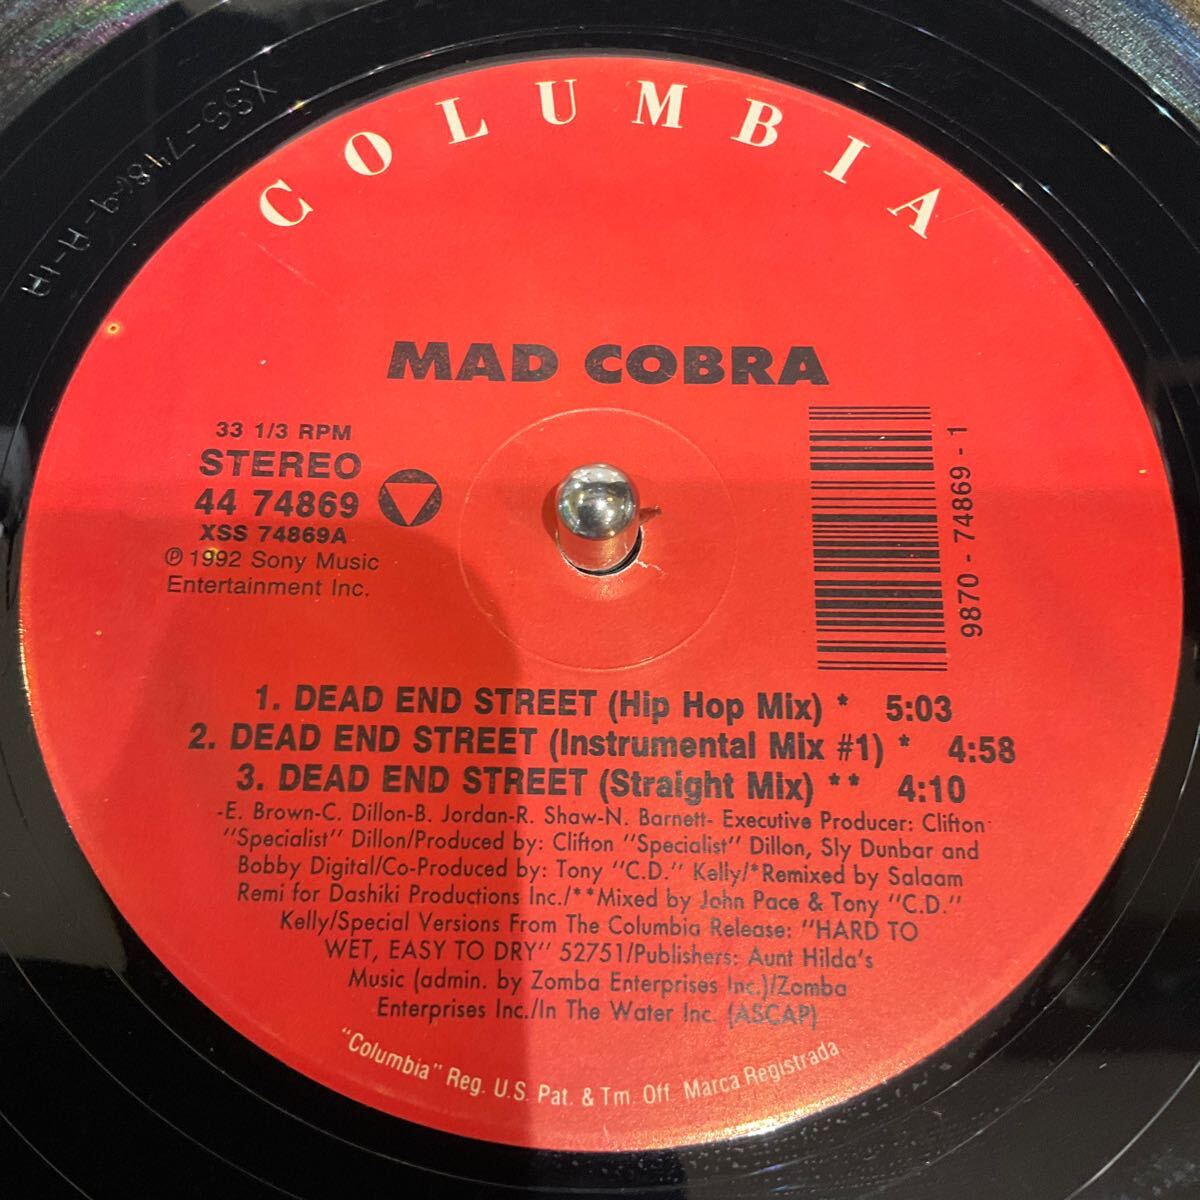 COLUMBIA
MAD COBRA
33 1/3 RPM
STEREO
44 74869
XSS 74869A
℗ 1992 Sony Music
Entertainment Inc.
9870 - 74869 - 1
1. DEAD END STREET (Hip Hop Mix) * 5:03
2. DEAD END STREET (Instrumental Mix #1) * 4:58
3. DEAD END STREET (Straight Mix) ** 4:10
-E. Brown-C. Dillon-B. Jordan-R. Shaw-N. Barnett- Executive Producer: Clifton
"Specialist" Dillon/Produced by: Clifton "Specialist" Dillon, Sly Dunbar and
Bobby Digital/Co-Produced by: Tony "C.D." Kelly/*Remixed by Salaam
Remi for Dashiki Productions Inc./**Mixed by John Pace & Tony "C.D."
Kelly/Special Versions From The Columbia Release: "HARD TO
WET, EASY TO DRY" 52751/Publishers: Aunt Hilda's
Music (admin. by Zomba Enterprises Inc.)/Zomba
Enterprises Inc./In The Water Inc. (ASCAP)
"Columbia" Reg. U.S. Pat. & Tm. Off. Marca Registrada
XSS-74869-A-1A